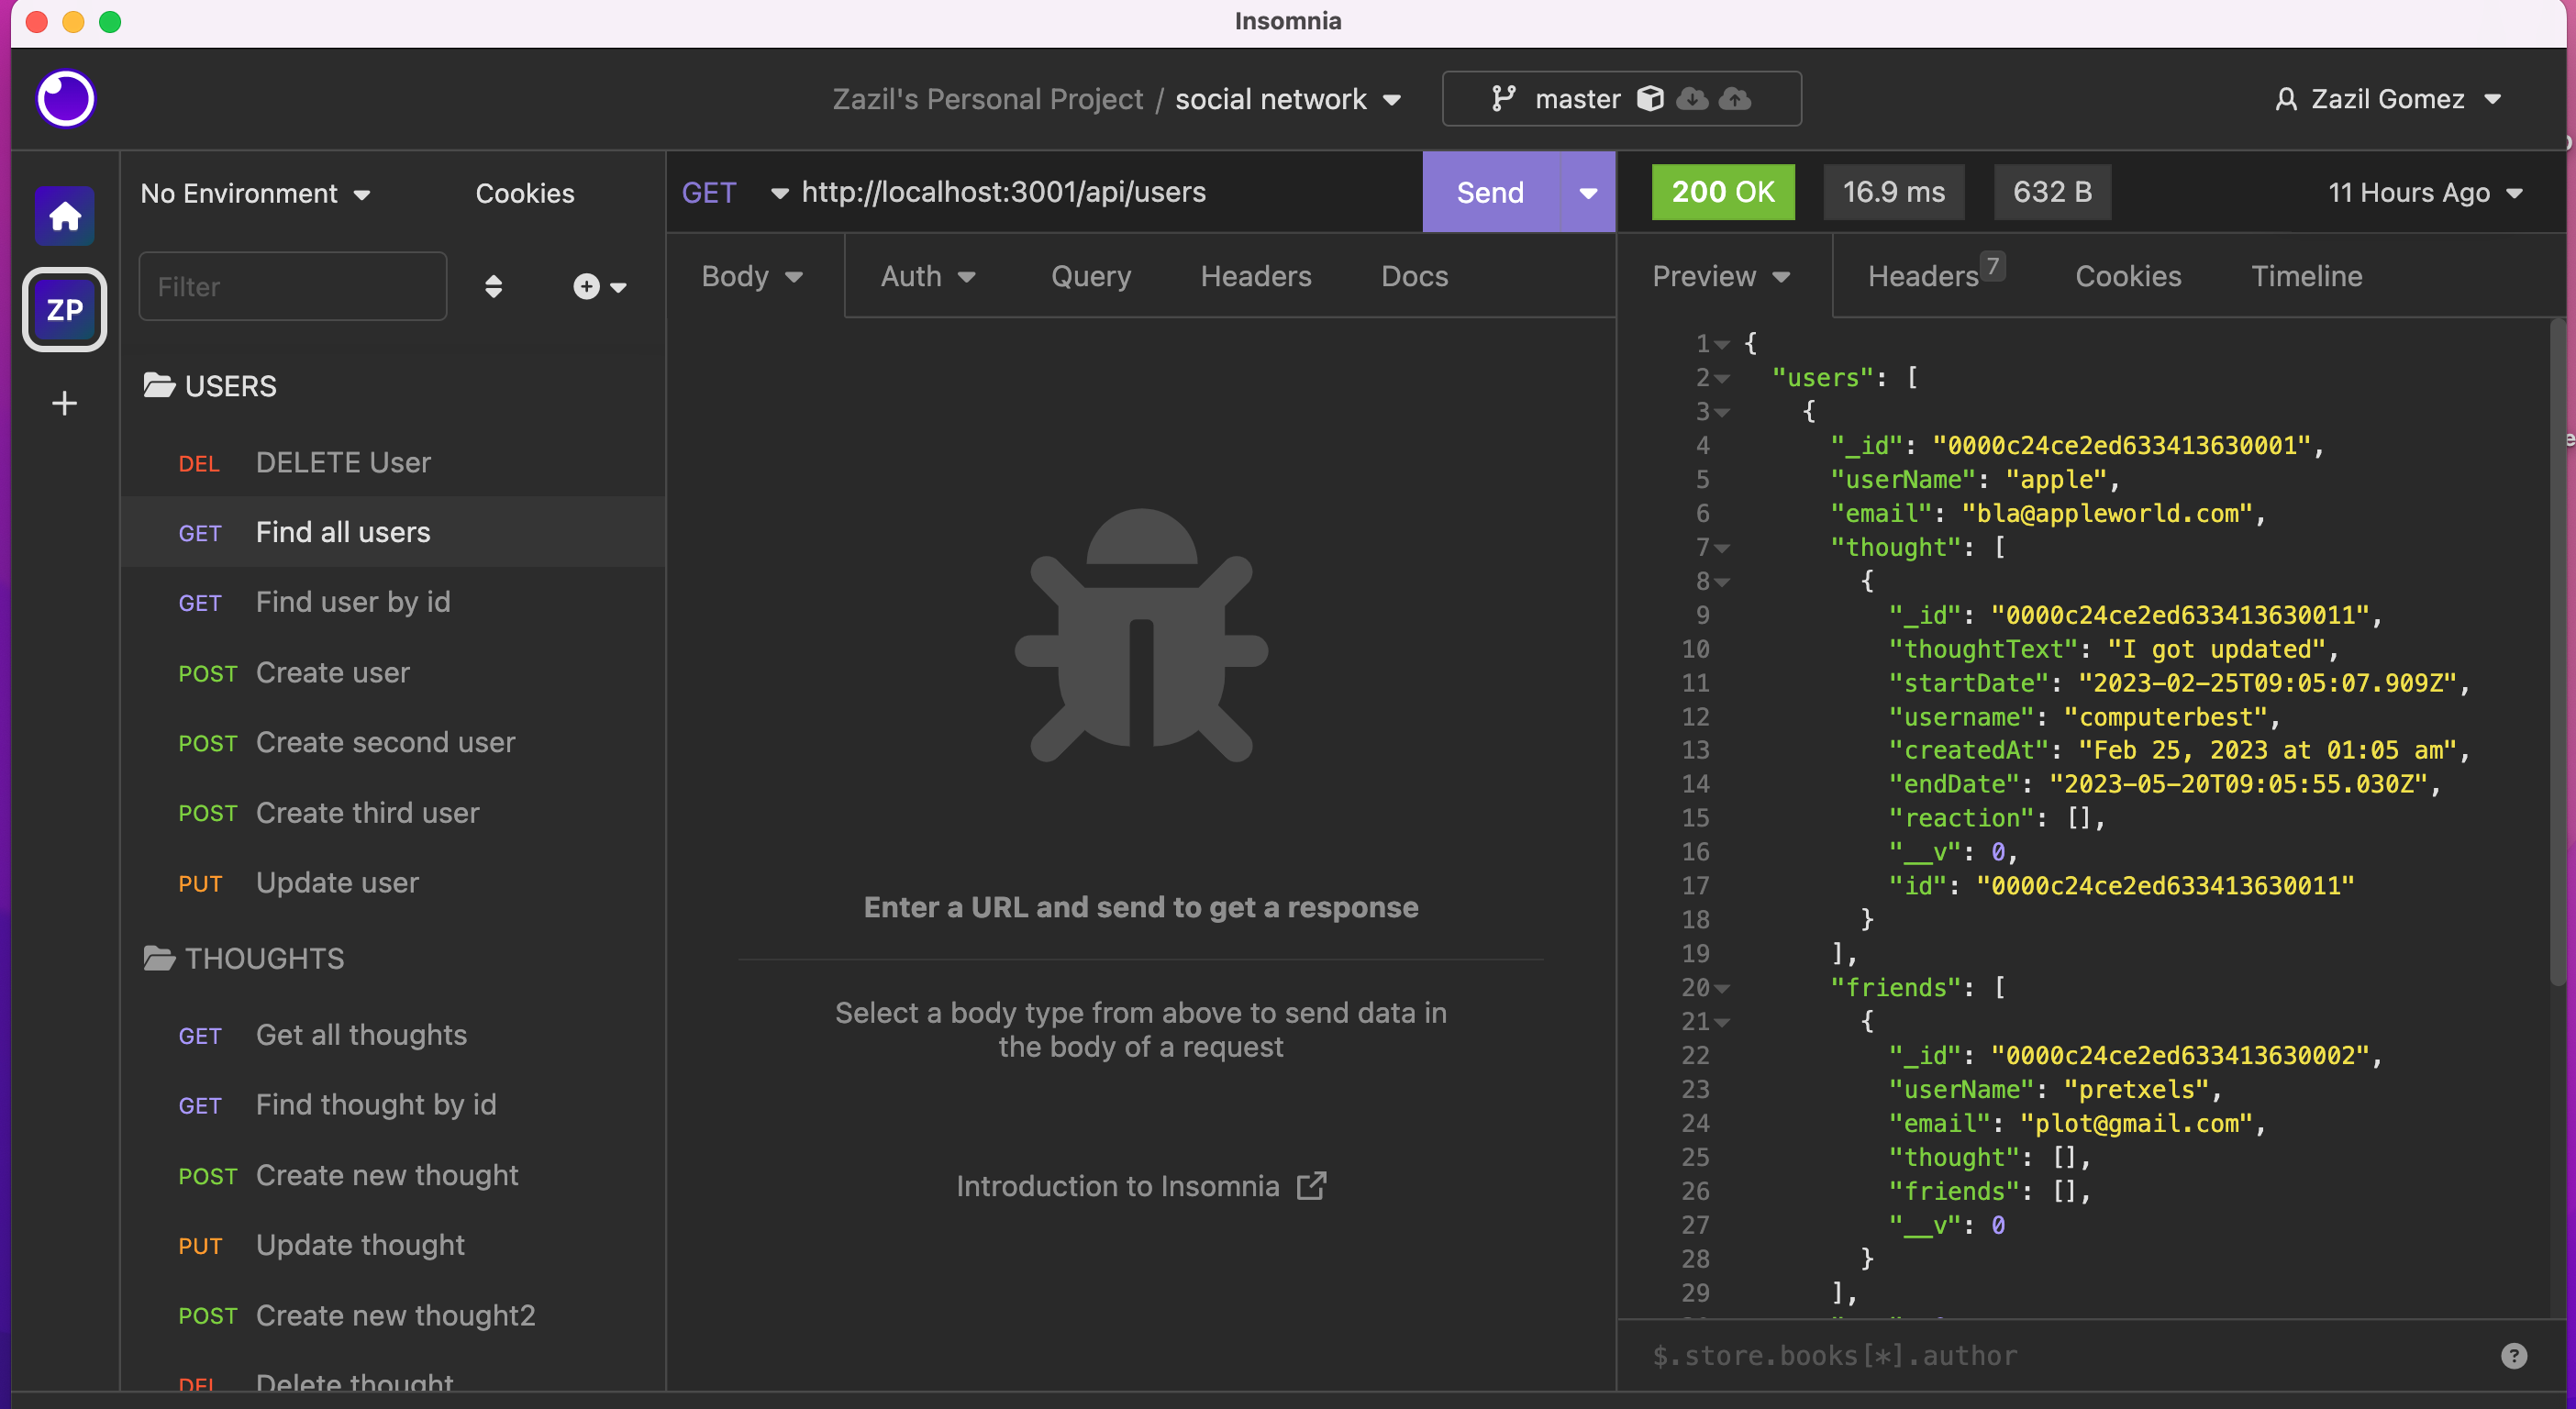 Insomnia
Zazil's Personal Project / social network
master
Zazil Gomez
ZP
No Environment
Cookies
Filter
USERS
DEL DELETE User
GET Find all users
GET Find user by id
POST Create user
POST Create second user
POST Create third user
PUT Update user
THOUGHTS
GET Get all thoughts
GET Find thought by id
POST Create new thought
PUT Update thought
POST Create new thought2
DEL Delete thought
GET http://localhost:3001/api/users
Send
Body Auth Query Headers Docs
Enter a URL and send to get a response
Select a body type from above to send data in
the body of a request
Introduction to Insomnia
200 OK 16.9 ms 632 B 11 Hours Ago
Preview Headers 7 Cookies Timeline
1 {
2 "users": [
3 {
4 "_id": "0000c24ce2ed633413630001",
5 "userName": "apple",
6 "email": "bla@appleworld.com",
7 "thought": [
8 {
9 "_id": "0000c24ce2ed633413630011",
10 "thoughtText": "I got updated",
11 "startDate": "2023-02-25T09:05:07.909Z",
12 "username": "computerbest",
13 "createdAt": "Feb 25, 2023 at 01:05 am",
14 "endDate": "2023-05-20T09:05:55.030Z",
15 "reaction": [],
16 "__v": 0,
17 "id": "0000c24ce2ed633413630011"
18 }
19 ],
20 "friends": [
21 {
22 "_id": "0000c24ce2ed633413630002",
23 "userName": "pretxels",
24 "email": "plot@gmail.com",
25 "thought": [],
26 "friends": [],
27 "__v": 0
28 }
29 ],
$.store.books[*].author